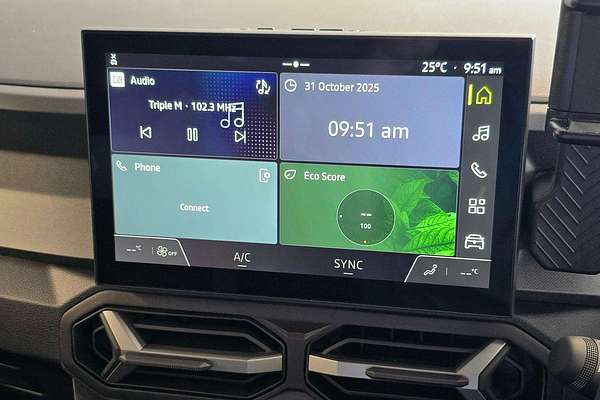 25°C · 9:51 am
Audio
Triple M · 102.3 MHz
31 October 2025
09:51 am
Phone
Connect
Eco Score
100
--°C
OFF
A/C
SYNC
--°C